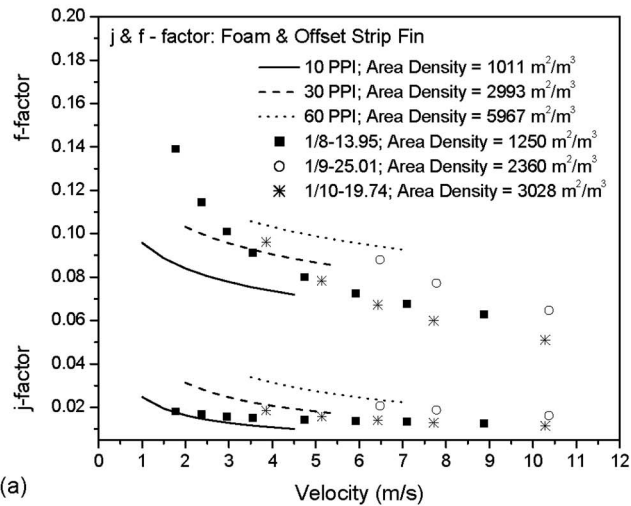 j & f - factor: Foam & Offset Strip Fin
10 PPI; Area Density = 1011 m²/m³
30 PPI; Area Density = 2993 m²/m³
60 PPI; Area Density = 5967 m²/m³
1/8-13.95; Area Density = 1250 m²/m³
1/9-25.01; Area Density = 2360 m²/m³
1/10-19.74; Area Density = 3028 m²/m³
f-factor
j-factor
0.20
0.18
0.16
0.14
0.12
0.10
0.08
0.06
0.04
0.02
0 1 2 3 4 5 6 7 8 9 10 11 12
Velocity (m/s)
(a)